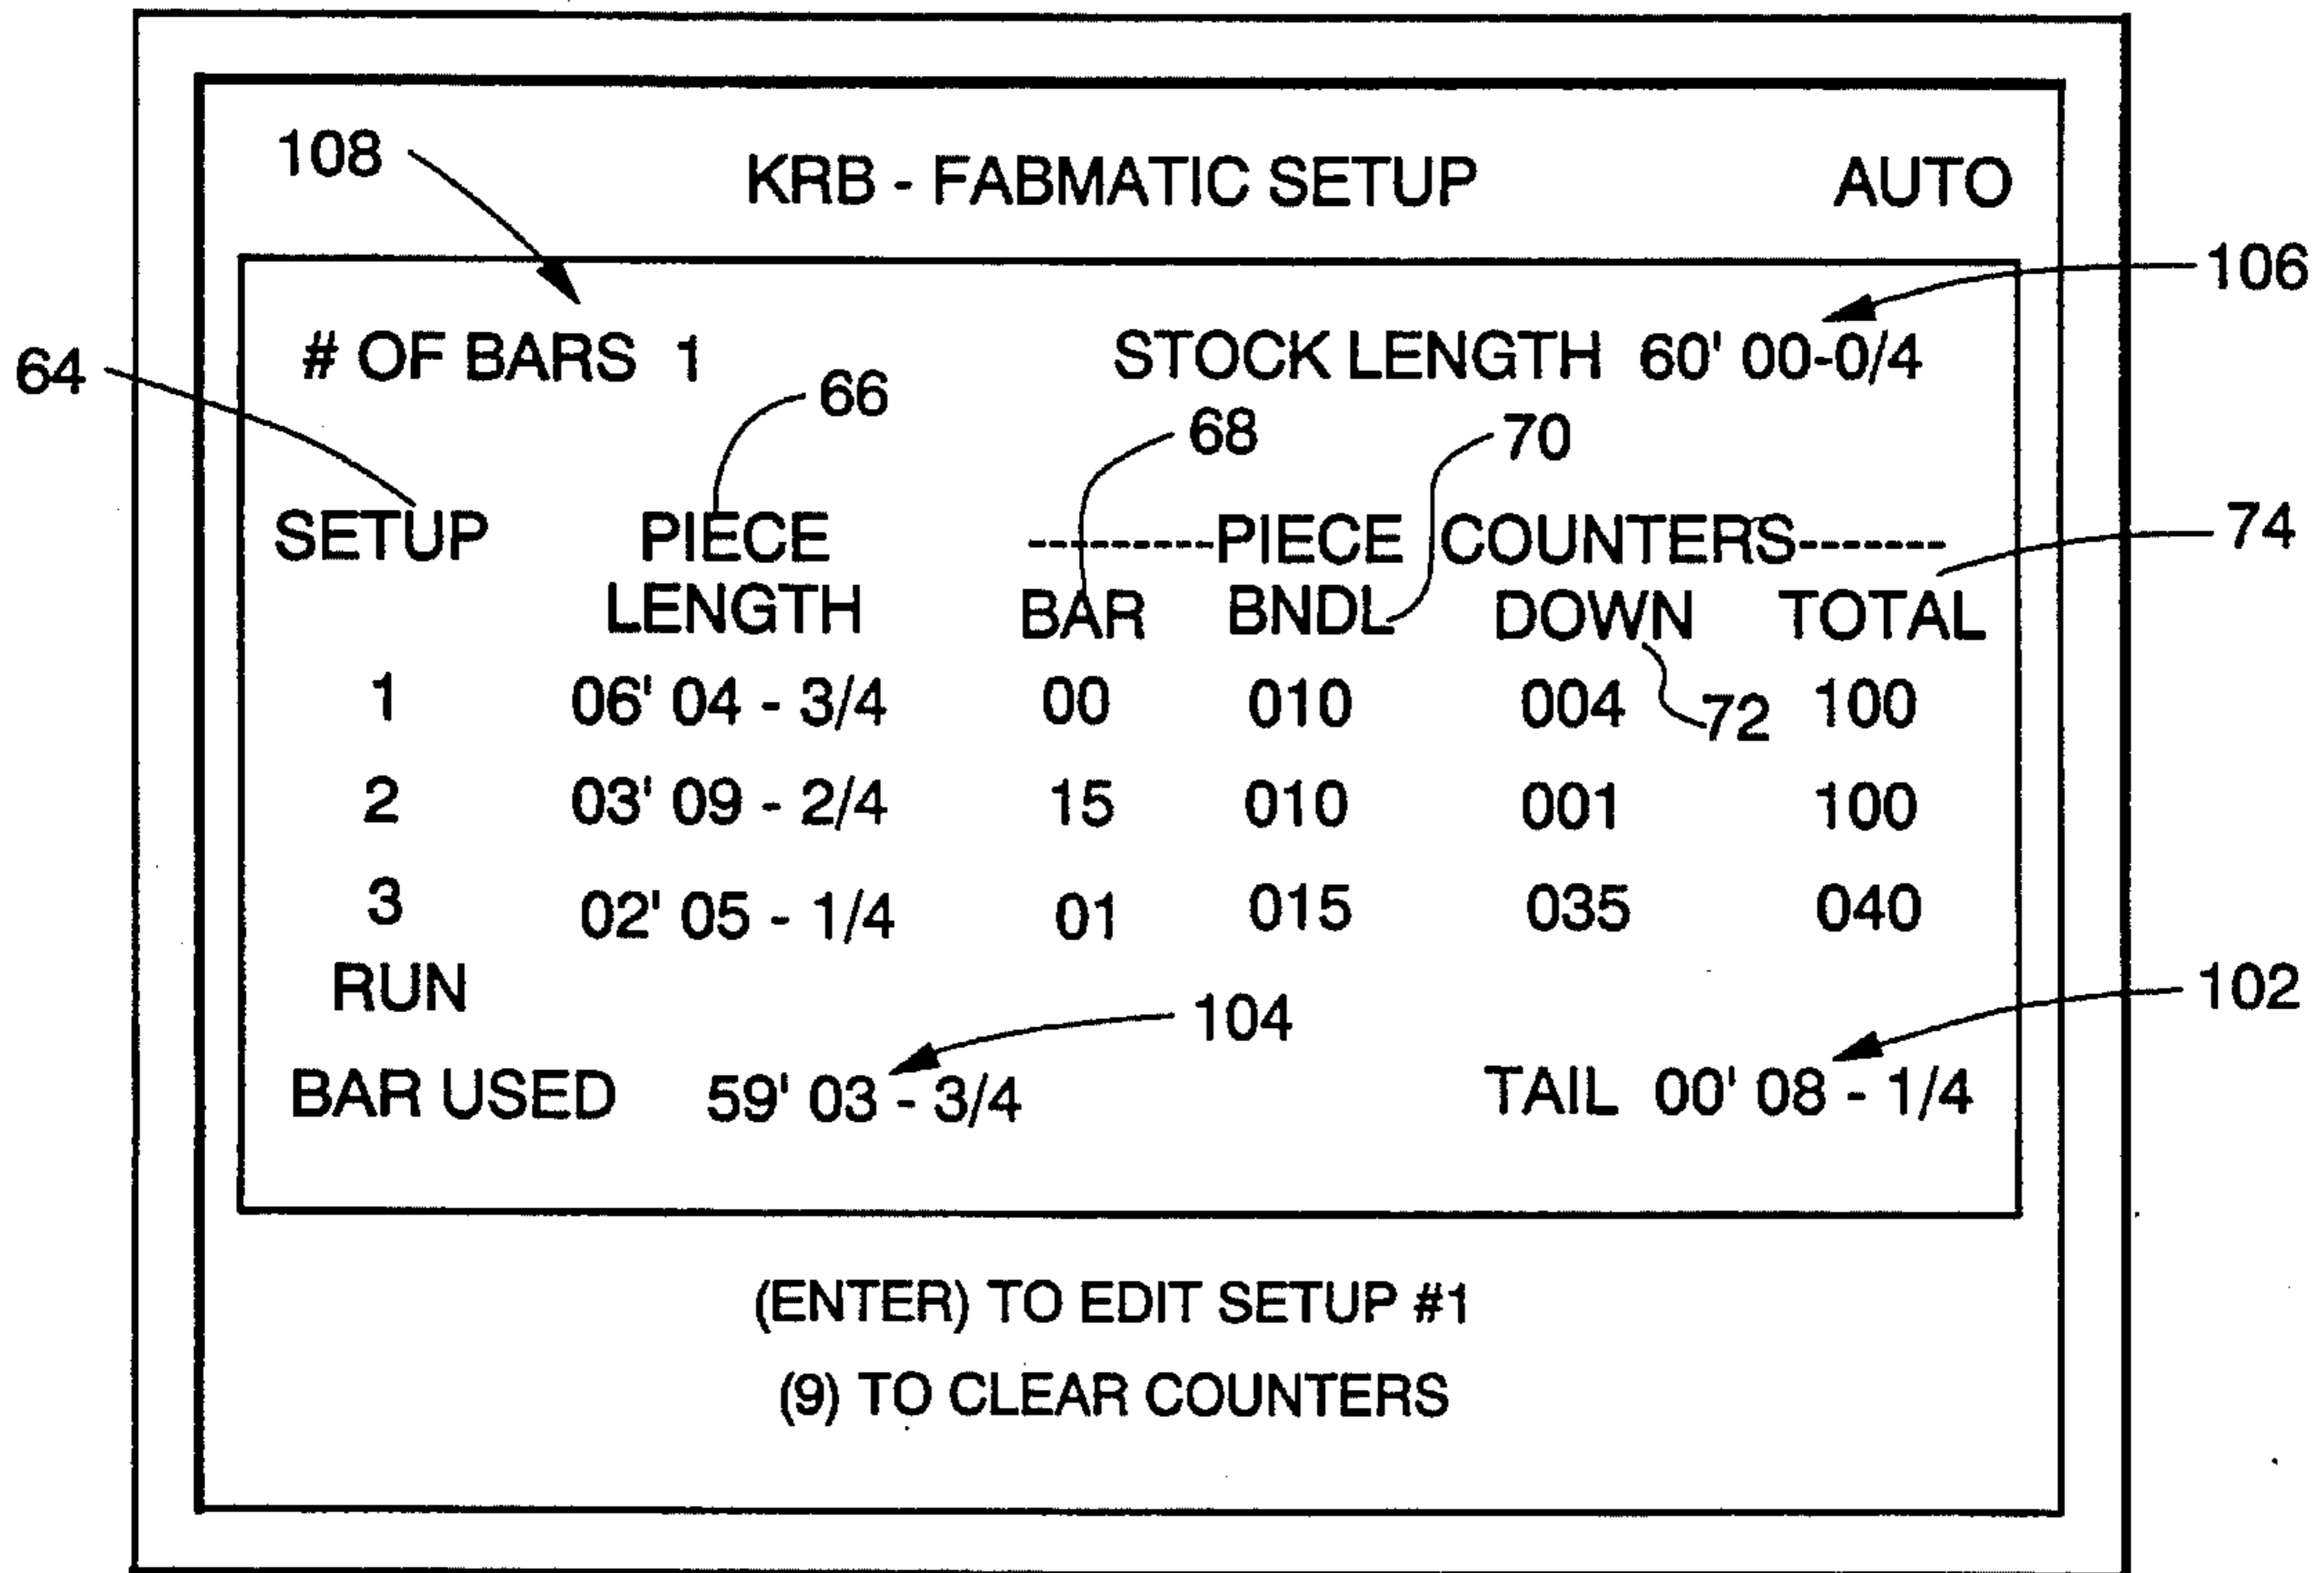 108
KRB - FABMATIC SETUP AUTO
106
# OF BARS 1 STOCK LENGTH 60' 00-0/4
64
66
68 70
SETUP PIECE ---------PIECE COUNTERS-------
74
LENGTH BAR BNDL DOWN TOTAL
1 06' 04 - 3/4 00 010 004 72 100
2 03' 09 - 2/4 15 010 001 100
3 02' 05 - 1/4 01 015 035 040
RUN
104
102
BAR USED 59' 03 - 3/4 TAIL 00' 08 - 1/4
(ENTER) TO EDIT SETUP #1
(9) TO CLEAR COUNTERS